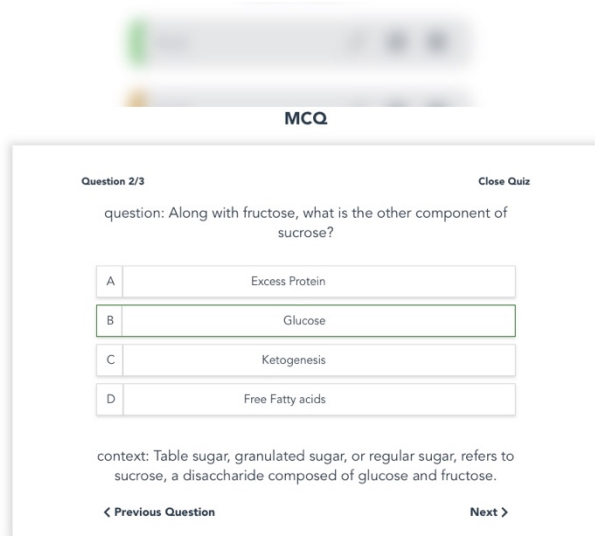 MCQ
Question 2/3
Close Quiz
question: Along with fructose, what is the other component of
sucrose?
A
Excess Protein
B
Glucose
C
Ketogenesis
D
Free Fatty acids
context: Table sugar, granulated sugar, or regular sugar, refers to
sucrose, a disaccharide composed of glucose and fructose.
Previous Question
Next